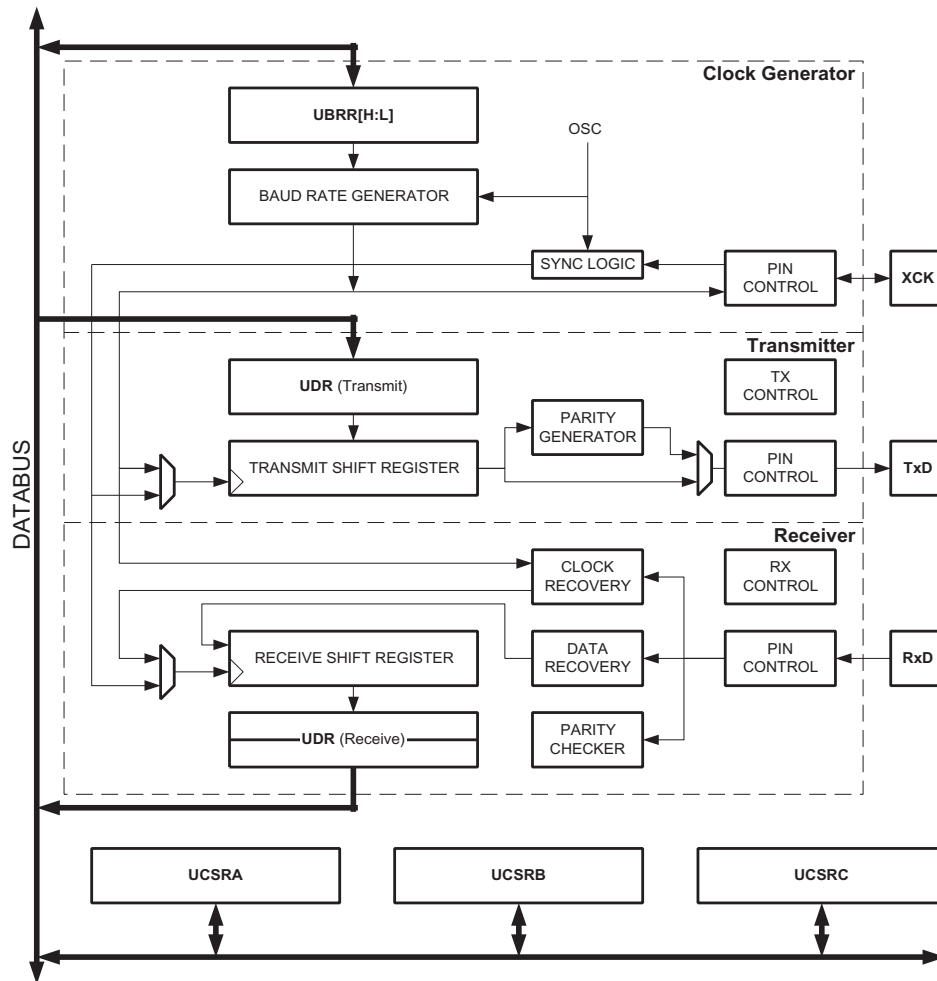 Clock Generator
UBRR[H:L]
OSC
BAUD RATE GENERATOR
SYNC LOGIC
PIN
CONTROL
XCK
Transmitter
UDR (Transmit)
TX
CONTROL
PARITY
GENERATOR
TRANSMIT SHIFT REGISTER
PIN
CONTROL
TxD
DATABUS
Receiver
CLOCK
RECOVERY
RX
CONTROL
RECEIVE SHIFT REGISTER
DATA
RECOVERY
PIN
CONTROL
RxD
UDR (Receive)
PARITY
CHECKER
UCSRA
UCSRB
UCSRC